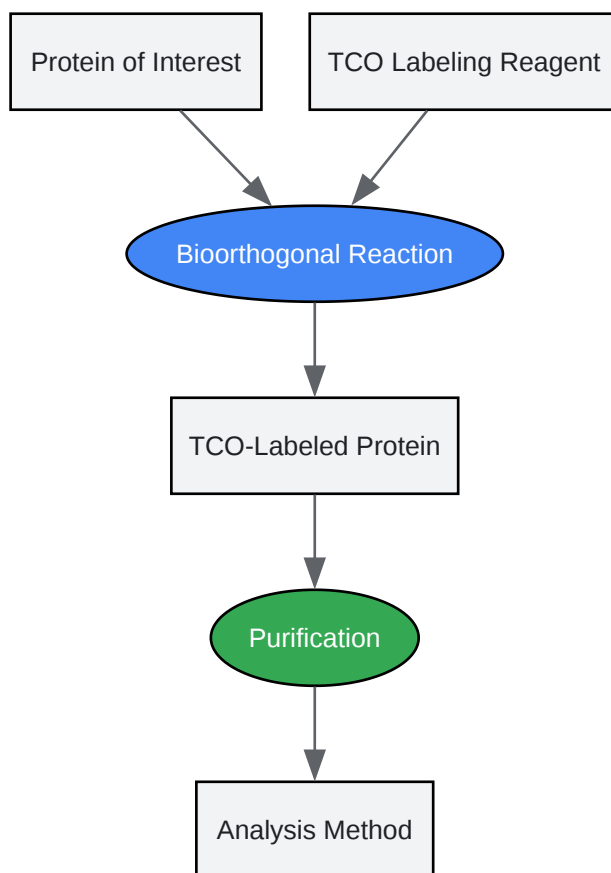 Protein of Interest
TCO Labeling Reagent
Bioorthogonal Reaction
TCO-Labeled Protein
Purification
Analysis Method